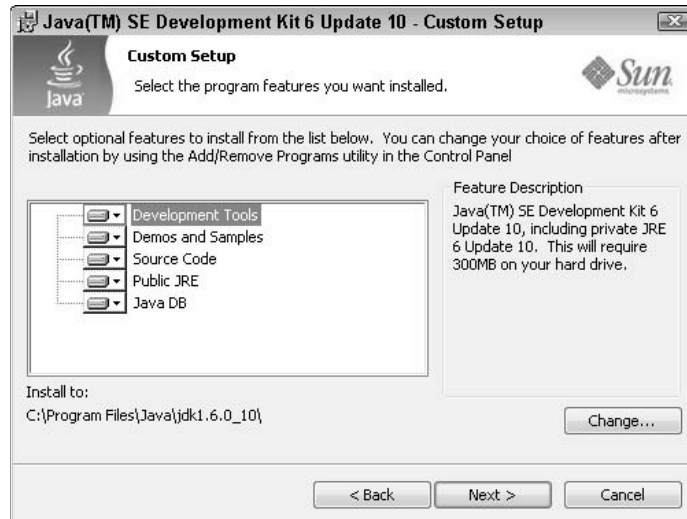 Java(TM) SE Development Kit 6 Update 10 - Custom Setup
Java
Custom Setup
Select the program features you want installed.
Sun
microsystems
Select optional features to install from the list below. You can change your choice of features after
installation by using the Add/Remove Programs utility in the Control Panel
Development Tools
Demos and Samples
Source Code
Public JRE
Java DB
Feature Description
Java(TM) SE Development Kit 6
Update 10, including private JRE
6 Update 10. This will require
300MB on your hard drive.
Install to:
C:\Program Files\Java\jdk1.6.0_10\
Change...
< Back
Next >
Cancel